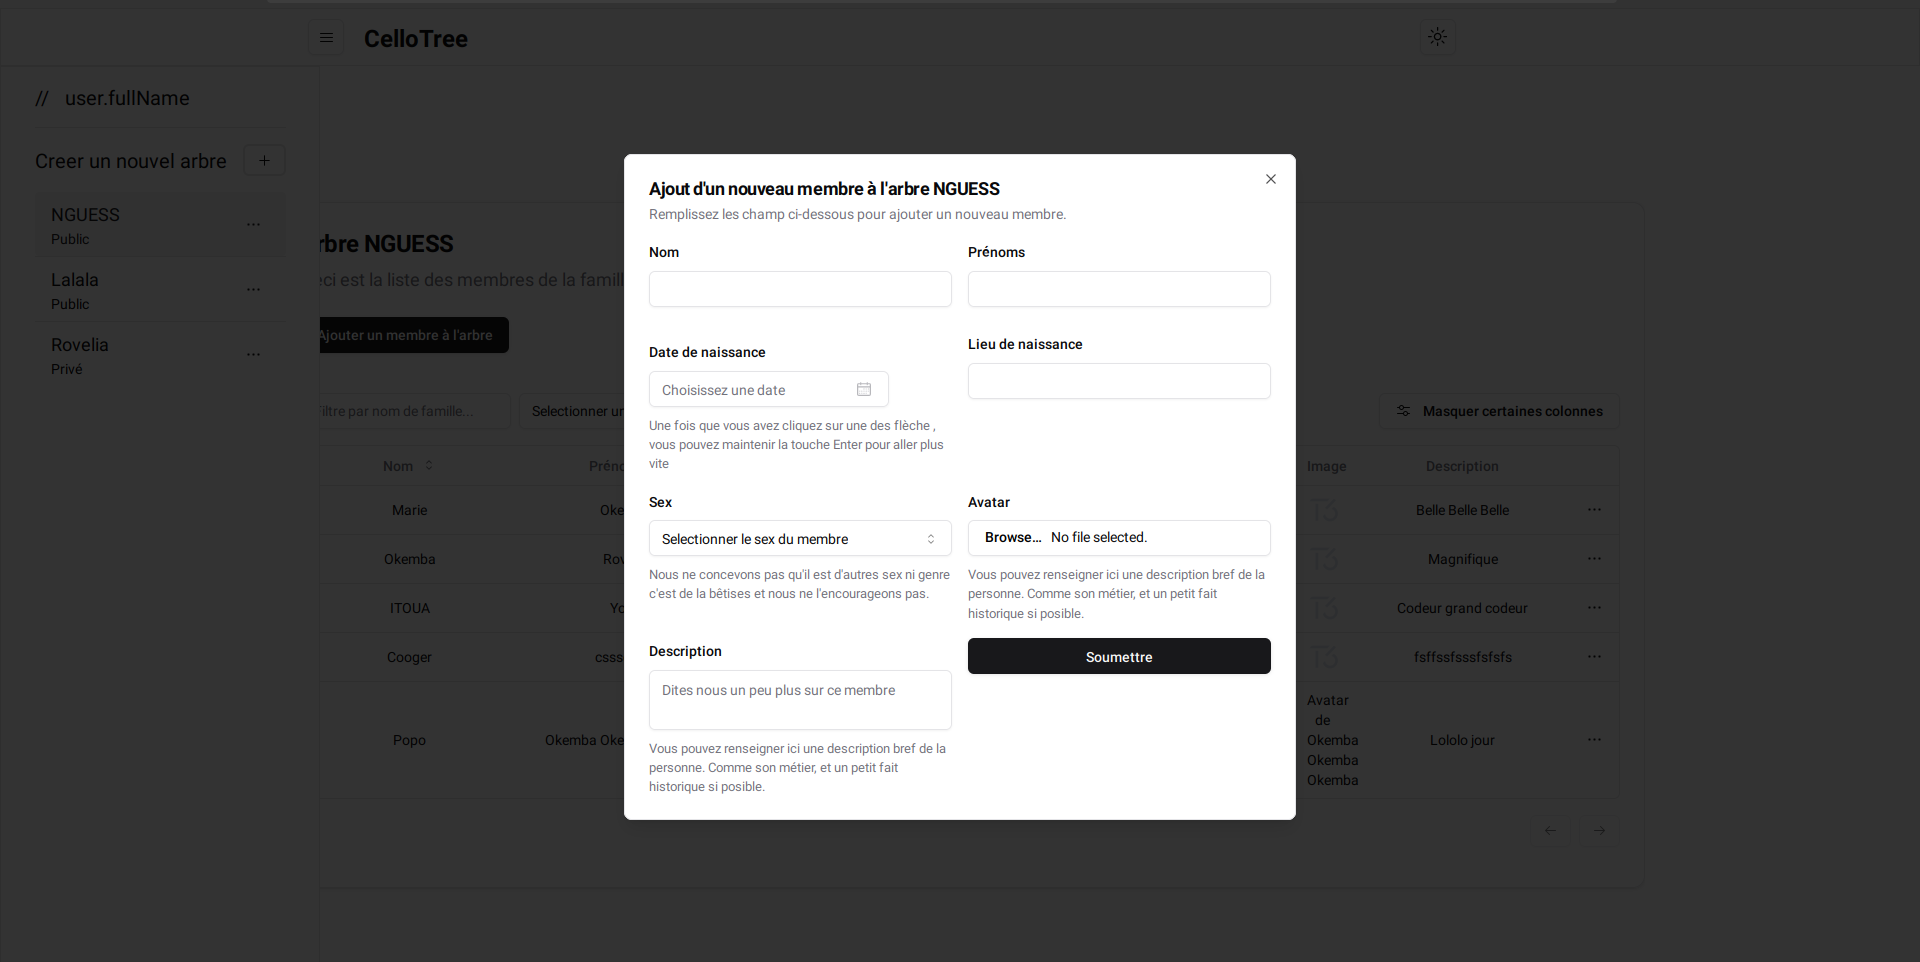 CelloTree
// user.fullName
Creer un nouvel arbre
NGUESS
Public
Lalala
Public
Rovelia
Privé
rbre NGUESS
eci est la liste des membres de la famill
Ajouter un membre à l'arbre
Filtre par nom de famille...
Selectionner un
Masquer certaines colonnes
Nom Préno Image Description
Marie Oke Belle Belle Belle
Okemba Rov Magnifique
ITOUA Yo Codeur grand codeur
Cooger csss fsffssfsssfsfsfs
Popo Okemba Oke Lololo jour
Avatar
de
Okemba
Okemba
Okemba
Ajout d'un nouveau membre à l'arbre NGUESS
Remplissez les champ ci-dessous pour ajouter un nouveau membre.
Nom
Prénoms
Date de naissance
Choisissez une date
Une fois que vous avez cliquez sur une des flèche ,
vous pouvez maintenir la touche Enter pour aller plus
vite
Lieu de naissance
Sex
Selectionner le sex du membre
Nous ne concevons pas qu'il est d'autres sex ni genre
c'est de la bêtises et nous ne l'encourageons pas.
Avatar
Browse... No file selected.
Vous pouvez renseigner ici une description bref de la
personne. Comme son métier, et un petit fait
historique si posible.
Description
Dites nous un peu plus sur ce membre
Vous pouvez renseigner ici une description bref de la
personne. Comme son métier, et un petit fait
historique si posible.
Soumettre